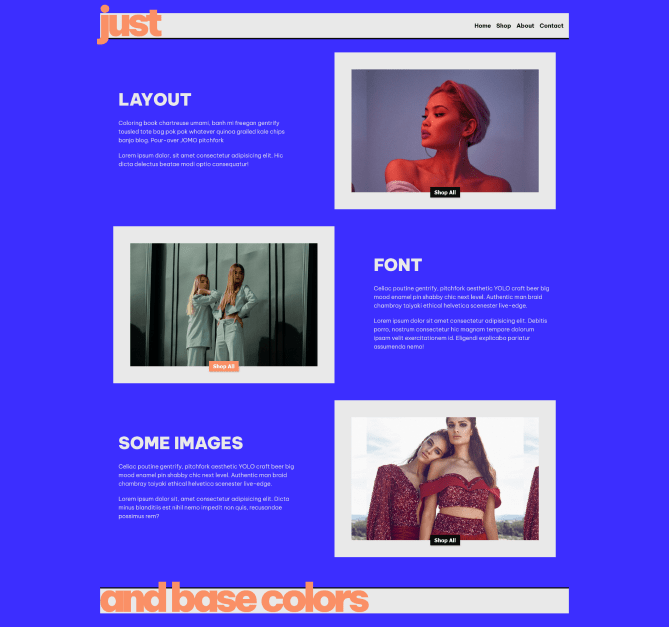 just
Home Shop About Contact
LAYOUT
Coloring book chartreuse umami, banh mi freegan gentrify
tousled tote bag pok pok whatever quinoa grailed kale chips
banjo blog. Pour-over JOMO pitchfork
Lorem ipsum dolor, sit amet consectetur adipisicing elit. Hic
dicta delectus beatae modi optio consequatur!
Shop All
Shop All
FONT
Celiac poutine gentrify, pitchfork aesthetic YOLO craft beer big
mood enamel pin shabby chic next level. Authentic man braid
chambray taiyaki ethical helvetica scenester live-edge.
Lorem ipsum dolor sit amet consectetur adipisicing elit. Debitis
porro, nostrum consectetur hic magnam tempore dolorum
ipsam velit exercitationem id. Eligendi explicabo pariatur
assumenda nemo!
SOME IMAGES
Celiac poutine gentrify, pitchfork aesthetic YOLO craft beer big
mood enamel pin shabby chic next level. Authentic man braid
chambray taiyaki ethical helvetica scenester live-edge.
Lorem ipsum dolor sit, amet consectetur adipisicing elit. Dicta
minus blanditiis est nihil nemo impedit non quis, recusandae
possimus rem?
Shop All
and base colors